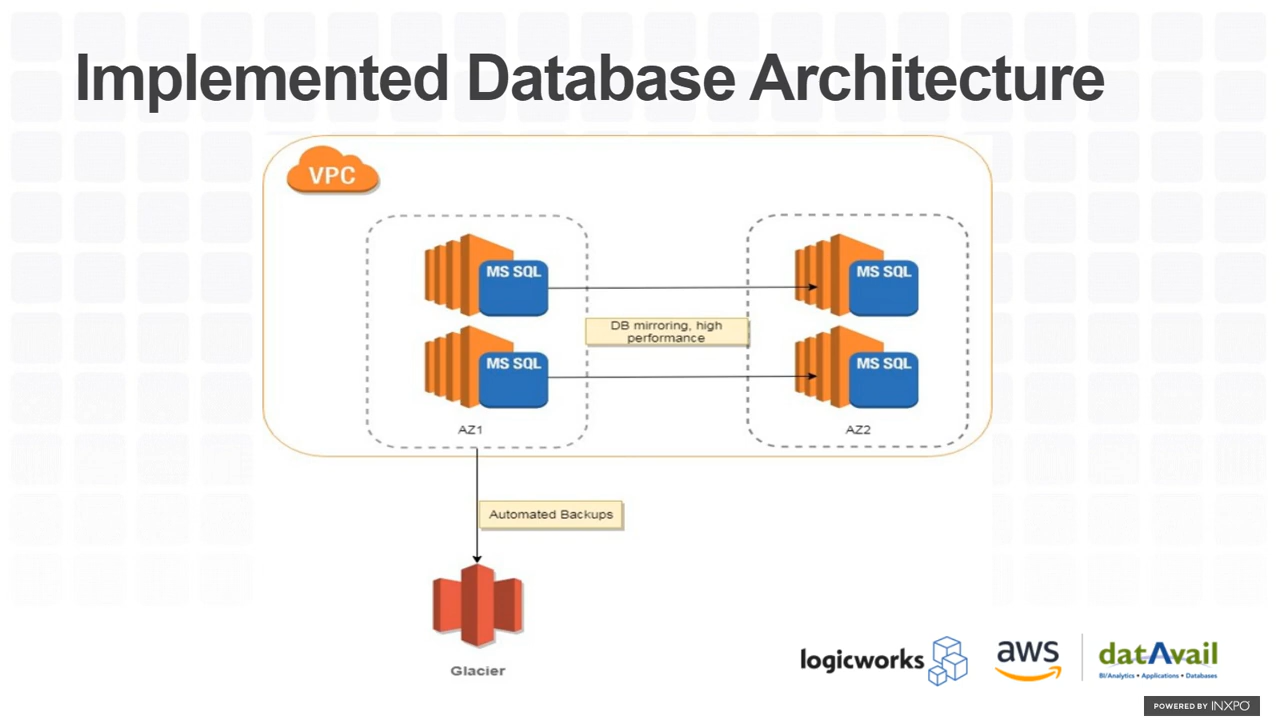 Implemented Database Architecture
VPC
MS SQL
MS SQL
DB mirroring, high
performance
MS SQL
MS SQL
AZ1
AZ2
Automated Backups
Glacier
logicworks
aws
datAvail
BI/Analytics • Applications • Databases
POWERED BY INXPO